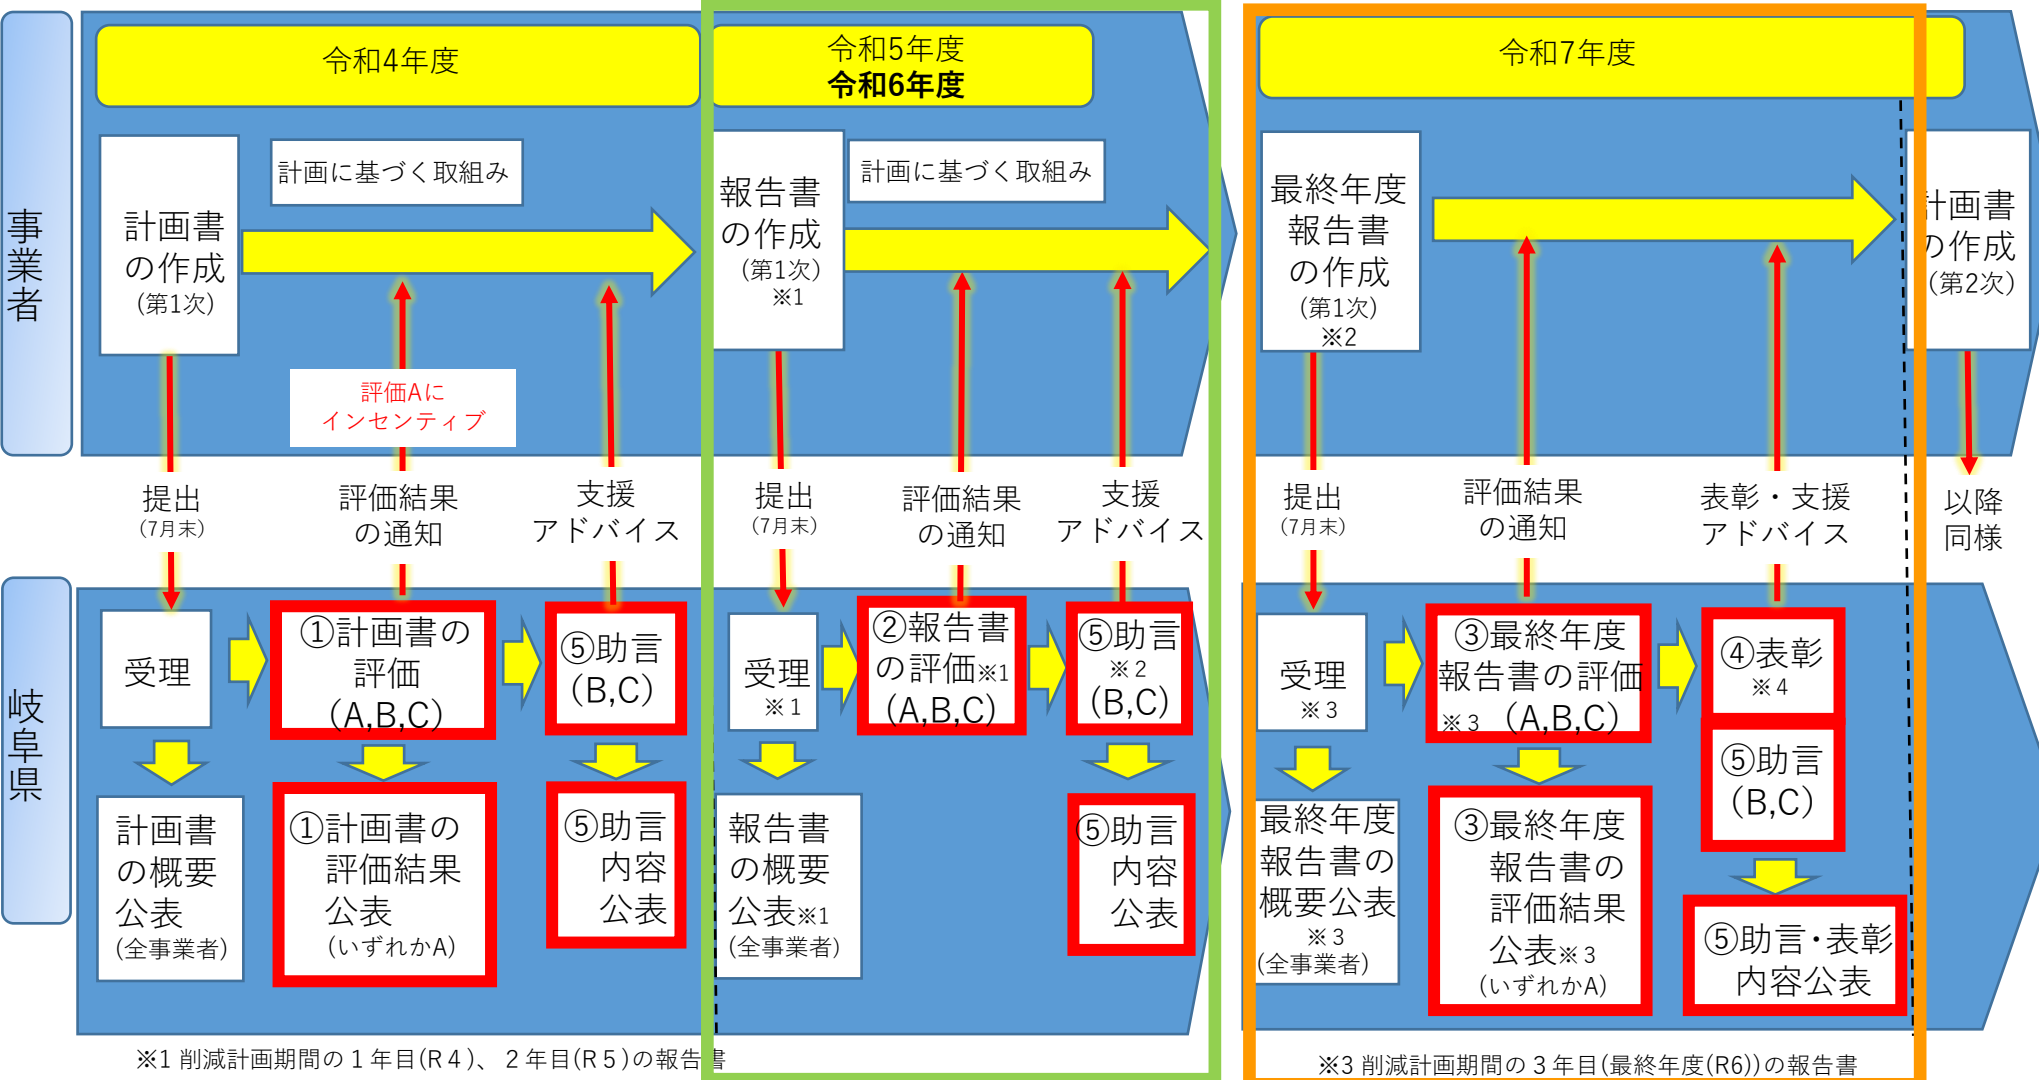 令和4年度
令和5年度
令和6年度
令和7年度
事業者
計画書
の作成
(第1次)
計画に基づく取組み
評価Aに
インセンティブ
報告書
の作成
(第1次)
※1
計画に基づく取組み
最終年度
報告書
の作成
(第1次)
※2
計画書
の作成
(第2次)
提出
(7月末)
評価結果
の通知
支援
アドバイス
提出
(7月末)
評価結果
の通知
支援
アドバイス
提出
(7月末)
評価結果
の通知
表彰・支援
アドバイス
以降
同様
岐阜県
受理
①計画書の
評価
(A,B,C)
⑤助言
(B,C)
受理
※1
②報告書
の評価※1
(A,B,C)
⑤助言
※2
(B,C)
受理
※3
③最終年度
報告書の評価
※3 (A,B,C)
④表彰
※4
⑤助言
(B,C)
計画書
の概要
公表
(全事業者)
①計画書の
評価結果
公表
(いずれかA)
⑤助言
内容
公表
報告書
の概要
公表※1
(全事業者)
⑤助言
内容
公表
最終年度
報告書の
概要公表
※3
(全事業者)
③最終年度
報告書の
評価結果
公表※3
(いずれかA)
⑤助言・表彰
内容公表
※1 削減計画期間の1年目(R4)、2年目(R5)の報告書
※3 削減計画期間の3年目(最終年度(R6))の報告書